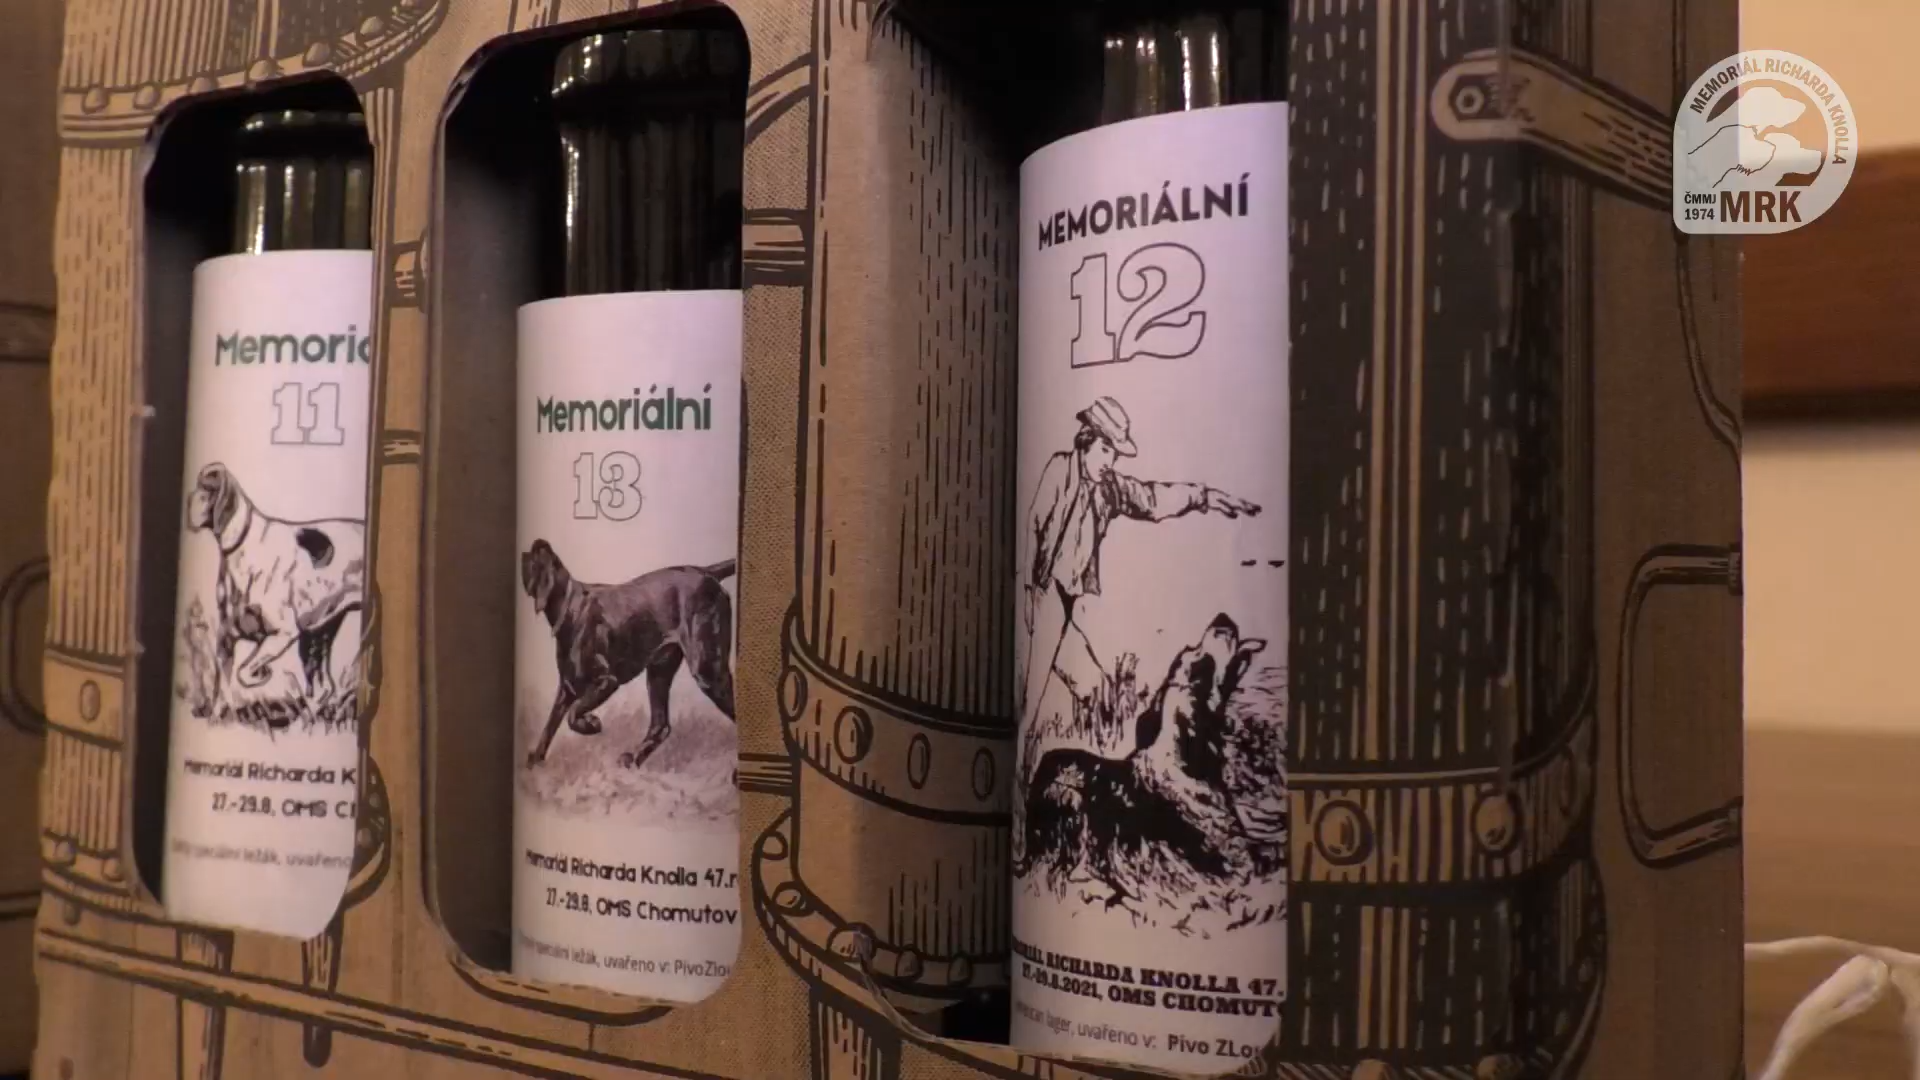 Memoriá
11
Memoriál Richarda K
27.-29.8, OMS C
speciální ležák, uvařeno
Memoriální
13
Memoriál Richarda Knolla 47.r
27.-29.8, OMS Chomutov
speciální ležák, uvařeno v: PivoZlo
MEMORIÁLNÍ
12
RICHARDA KNOLLA 47.
27.-29.8.2021, OMS CHOMUT
lager, uvařeno v: Pivo ZLo
MEMORIÁL RICHARDA KNOLLA
ČMMJ
1974 MRK